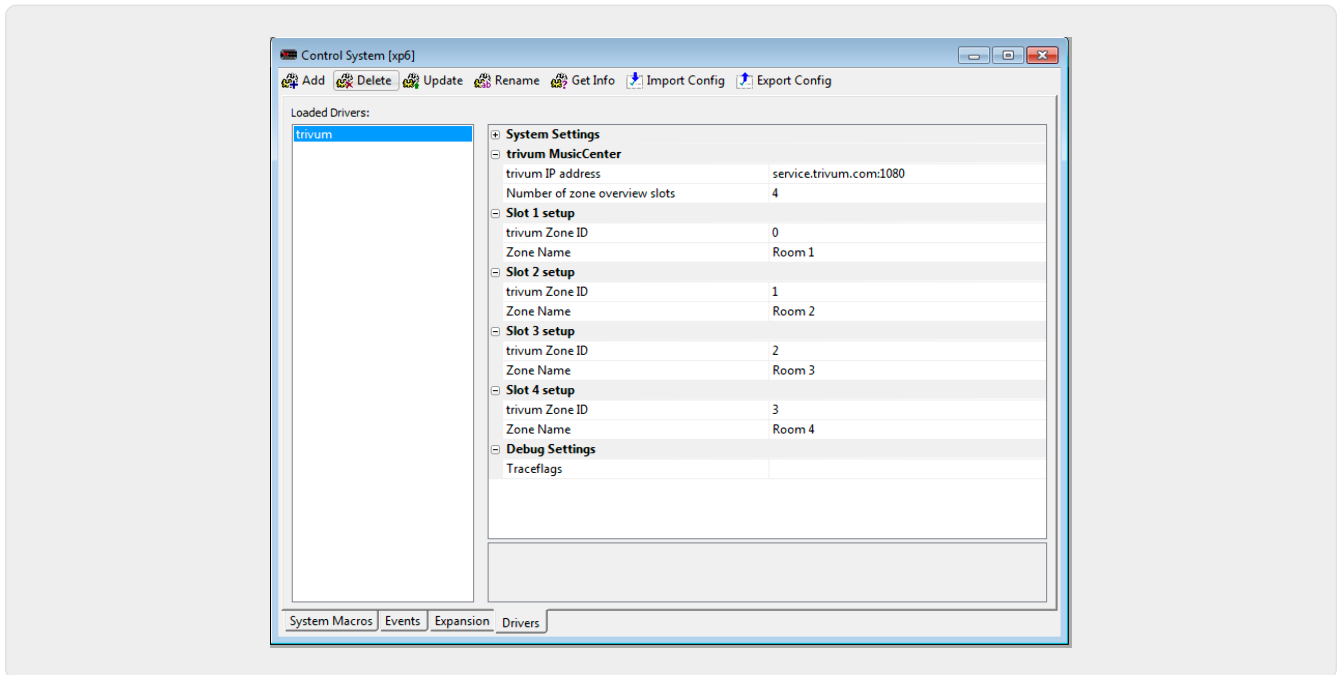 Control System [xp6]
Add Delete Update Rename Get Info Import Config Export Config
Loaded Drivers:
trivum
System Settings
trivum MusicCenter
trivum IP address service.trivum.com:1080
Number of zone overview slots 4
Slot 1 setup
trivum Zone ID 0
Zone Name Room 1
Slot 2 setup
trivum Zone ID 1
Zone Name Room 2
Slot 3 setup
trivum Zone ID 2
Zone Name Room 3
Slot 4 setup
trivum Zone ID 3
Zone Name Room 4
Debug Settings
Traceflags
System Macros Events Expansion Drivers